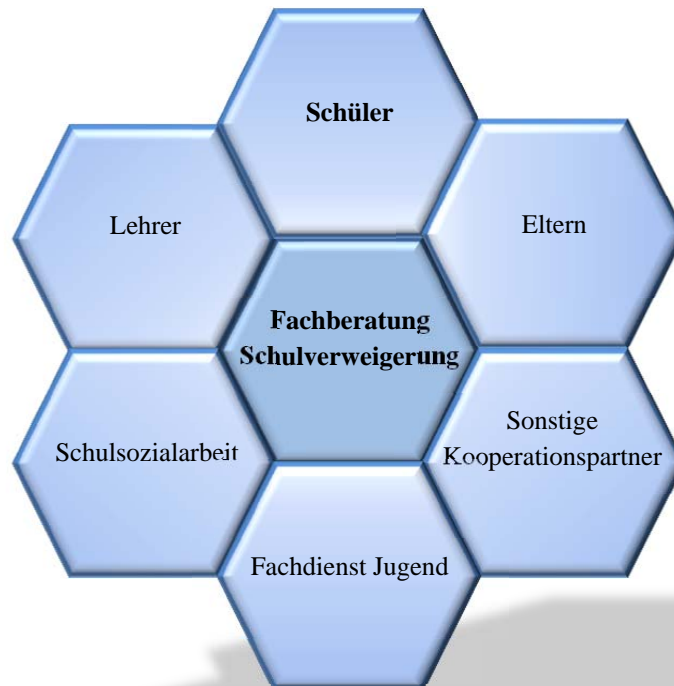 Schüler
Lehrer
Eltern
Fachberatung
Schulverweigerung
Schulsozialarbeit
Sonstige
Kooperationspartner
Fachdienst Jugend